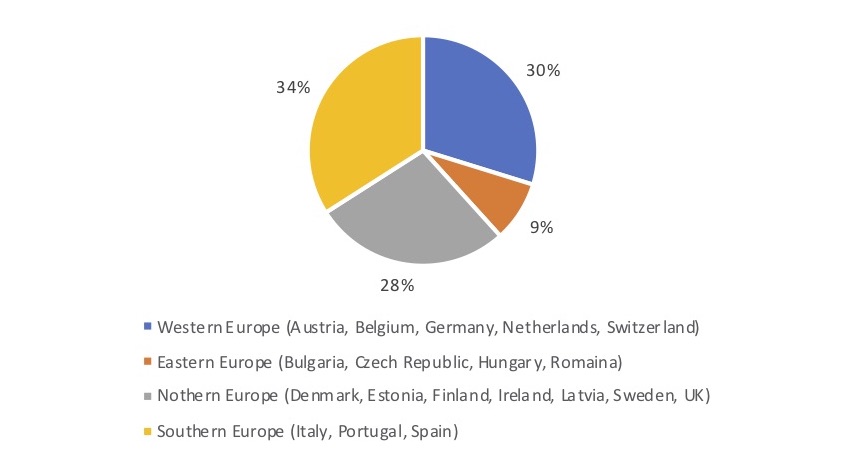 30%
34%
9%
28%
Western Europe (Austria, Belgium, Germany, Netherlands, Switzerland)
Eastern Europe (Bulgaria, Czech Republic, Hungary, Romaina)
Nothern Europe (Denmark, Estonia, Finland, Ireland, Latvia, Sweden, UK)
Southern Europe (Italy, Portugal, Spain)